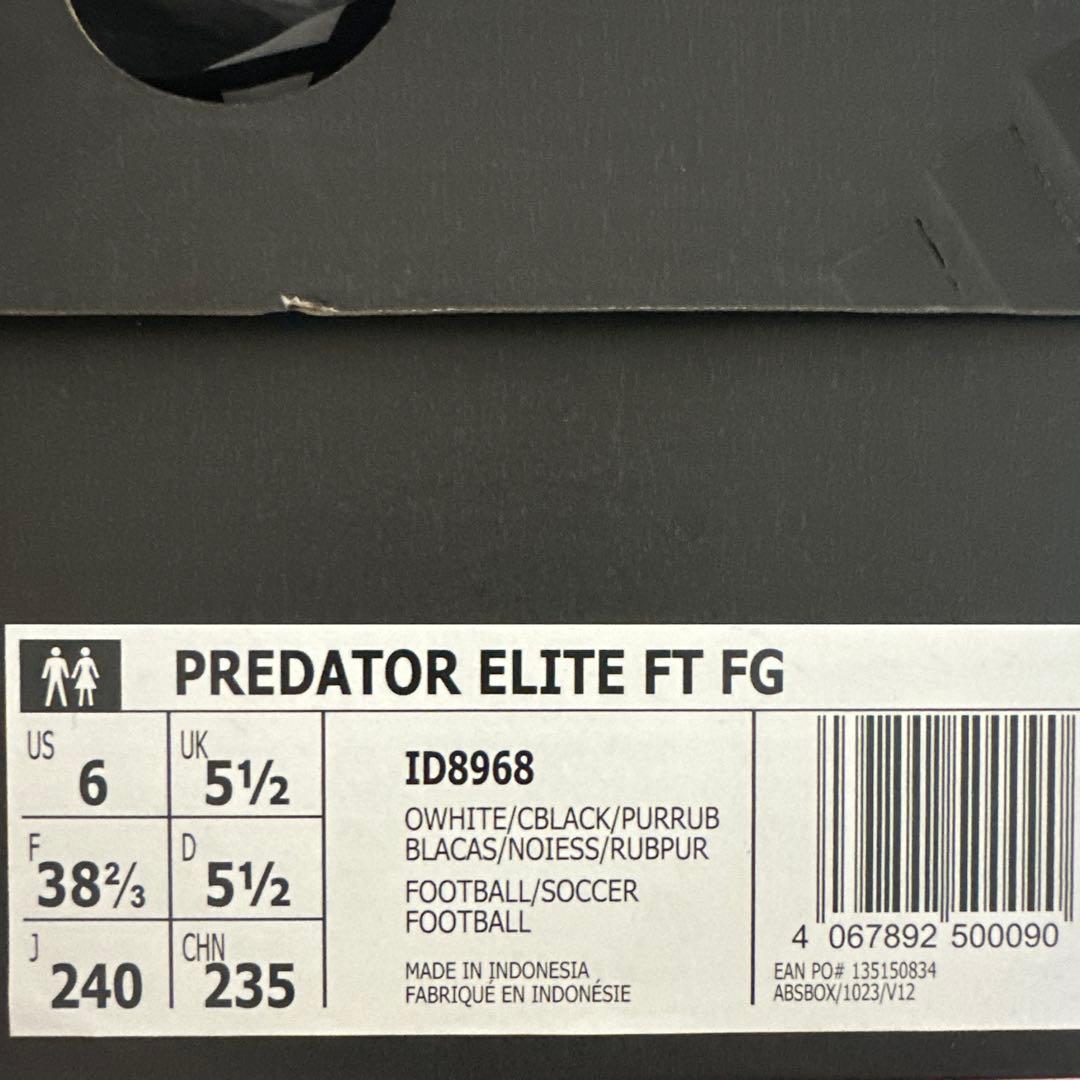 PREDATOR ELITE FT FG
US 6
UK 5½
F 38⅔
D 5½
J 240
CHN 235
ID8968
OWHITE/CBLACK/PURRUB
BLACAS/NOIESS/RUBPUR
FOOTBALL/SOCCER
FOOTBALL
MADE IN INDONESIA
FABRIQUÉ EN INDONÉSIE
4 067892 500090
EAN PO# 135150834
ABSBOX/1023/V12